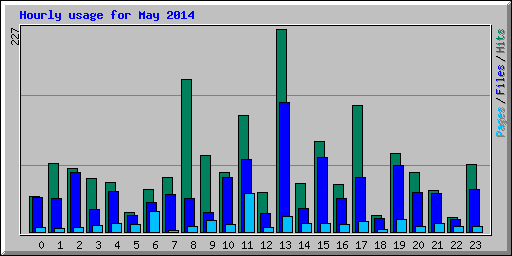 Hourly usage for May 2014
227
Pages/Files/Hits
0 1 2 3 4 5 6 7 8 9 10 11 12 13 14 15 16 17 18 19 20 21 22 23